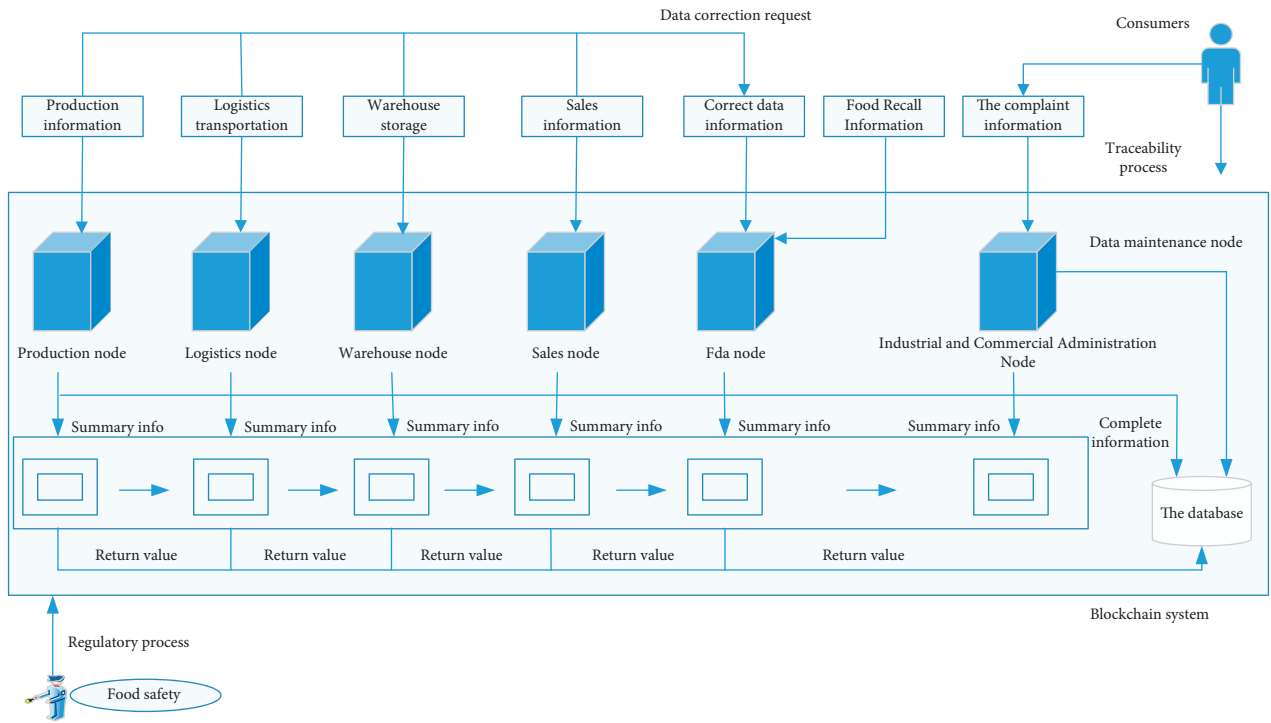 Data correction request
Consumers
Production
information
Logistics
transportation
Warehouse
storage
Sales
information
Correct data
information
Food Recall
Information
The complaint
information
Traceability
process
Data maintenance node
Production node
Logistics node
Warehouse node
Sales node
Fda node
Industrial and Commercial Administration
Node
Summary info
Summary info
Summary info
Summary info
Summary info
Summary info
Complete
information
The database
Return value
Return value
Return value
Return value
Return value
Blockchain system
Regulatory process
Food safety